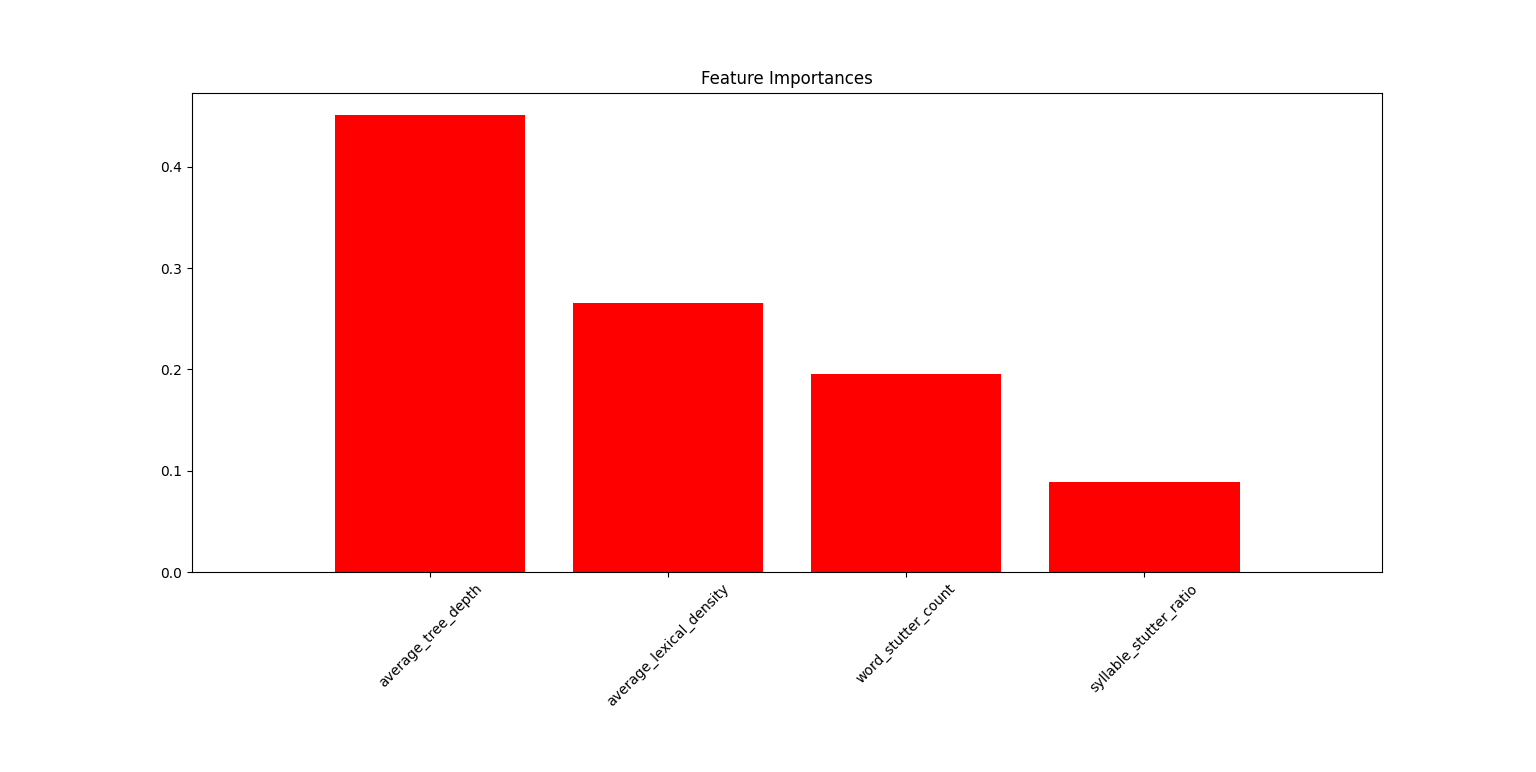 Feature Importances
0.4
0.3
0.2
0.1
0.0
average_tree_depth
average_lexical_density
word_stutter_count
syllable_stutter_ratio